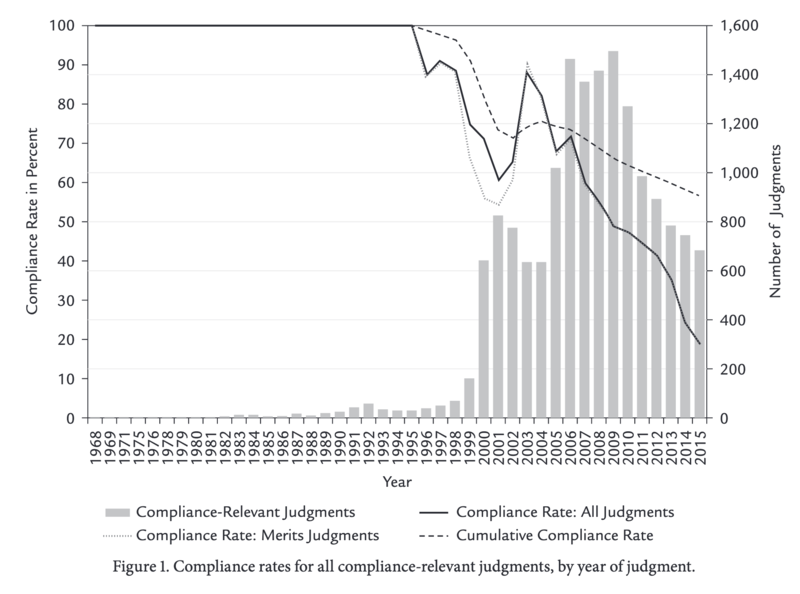 100
90
80
70
60
50
40
30
20
10
0
Compliance Rate in Percent
1,600
1,400
1,200
1,000
800
600
400
200
0
Number of Judgments
1968 1969 1971 1975 1976 1978 1979 1980 1981 1982 1983 1984 1985 1986 1987 1988 1989 1990 1991 1992 1993 1994 1995 1996 1997 1998 1999 2000 2001 2002 2003 2004 2005 2006 2007 2008 2009 2010 2011 2012 2013 2014 2015
Year
Compliance-Relevant Judgments Compliance Rate: All Judgments
Compliance Rate: Merits Judgments Cumulative Compliance Rate
Figure 1. Compliance rates for all compliance-relevant judgments, by year of judgment.